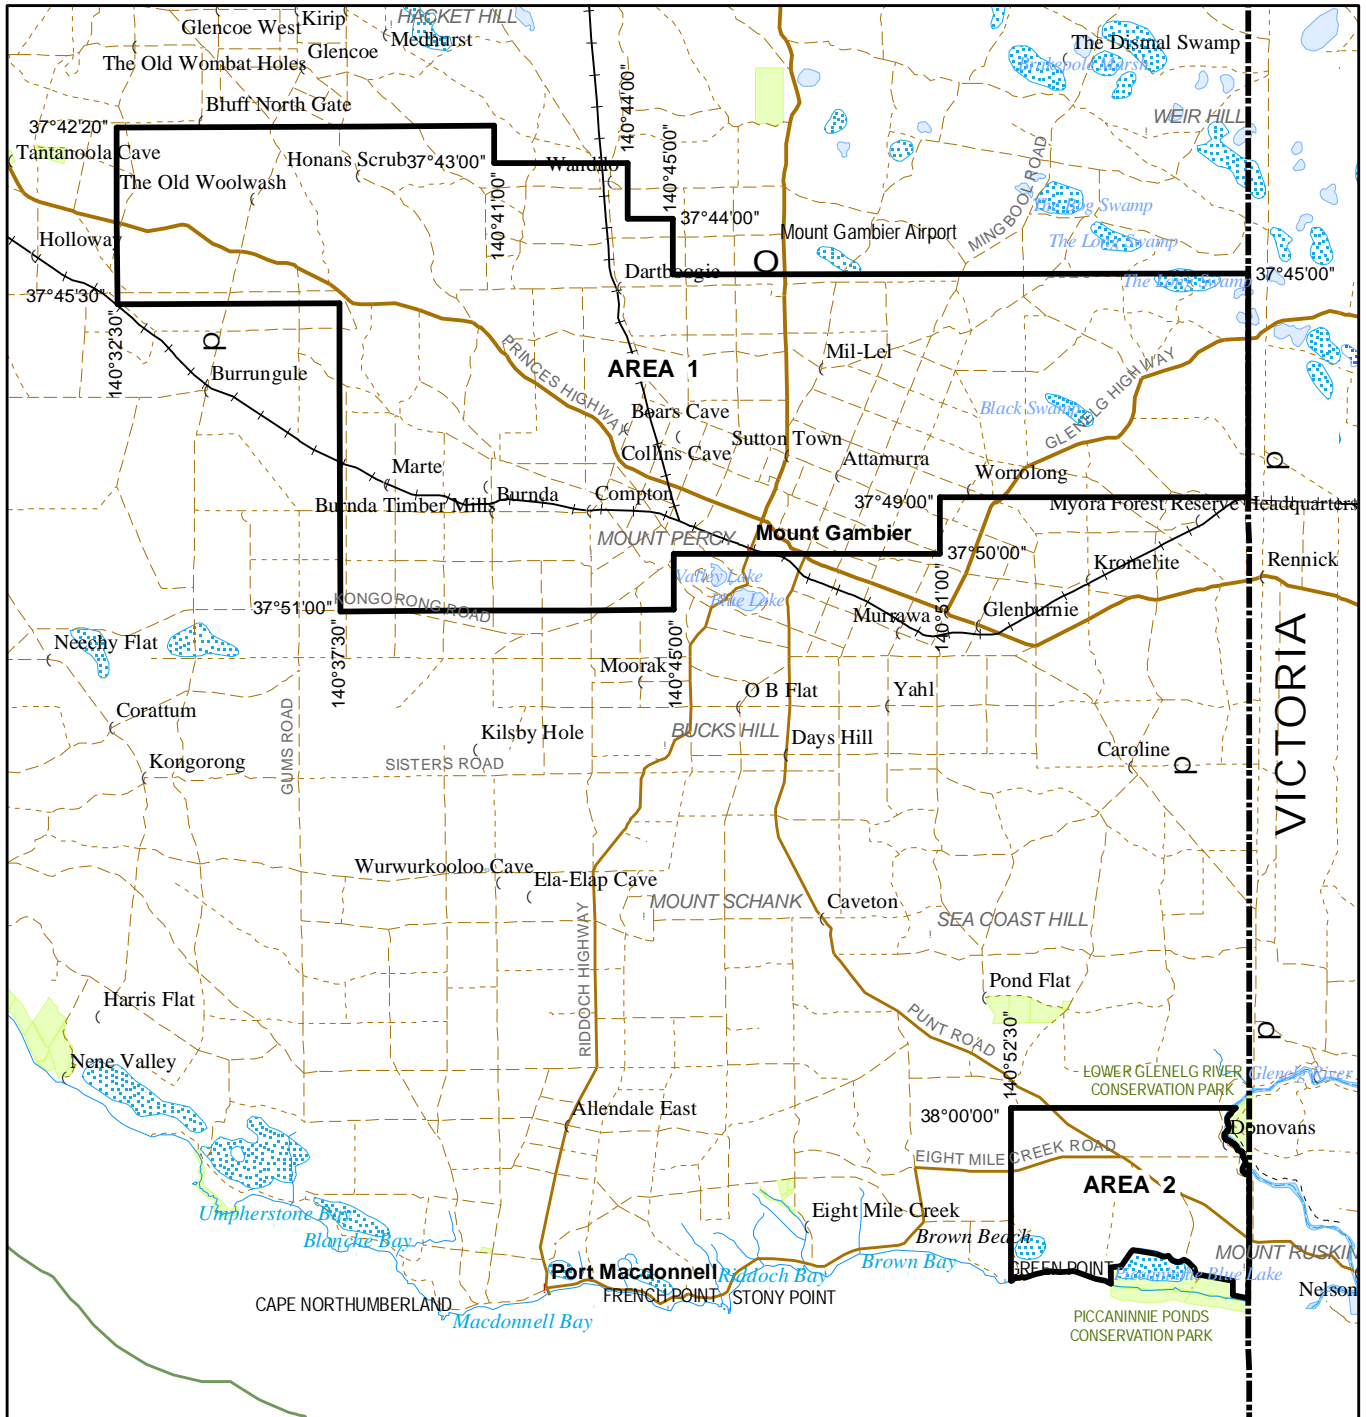 HACKET HILL
Glencoe West
Kirip
Glencoe
Medhurst
The Dismal Swamp
The Old Wombat Holes
WEIR HILL
Bluff North Gate
37°42'20"
140°44'00"
Tantanoola Cave
Honans Scrub
37°43'00"
Wandilo
140°45'00"
The Old Woolwash
140°41'00"
37°44'00"
MINGBOOL ROAD
The Bog Swamp
Mount Gambier Airport
Holloway
O
Dartboogie
37°45'00"
37°45'30"
140°32'30"
p
Burrungule
PRINCES HIGHWAY
AREA 1
Mil-Lel
GLENELG HIGHWAY
Black Swamp
Boars Cave
Collins Cave
Sutton Town
Attamurra
Worrolong
p
Marte
Burnda Timber Mills
Burnda
Compton
37°49'00"
Myora Forest Reserve Headquarters
MOUNT PERCY
Mount Gambier
37°50'00"
Kromelite
Rennick
Valley Lake
Blue Lake
37°51'00"
KONGORONG ROAD
140°37'30"
140°45'00"
140°51'00"
Murrawa
Glenburnie
VICTORIA
Neechy Flat
Moorak
O B Flat
Yahl
Corattum
GUMS ROAD
Kilsby Hole
BUCKS HILL
Days Hill
Caroline
p
Kongorong
SISTERS ROAD
Wurwurkooloo Cave
Ela-Elap Cave
MOUNT SCHANK
Caveton
SEA COAST HILL
RIDDOCH HIGHWAY
Harris Flat
Pond Flat
PUNT ROAD
140°52'30"
p
Nene Valley
LOWER GLENELG RIVER
CONSERVATION PARK
Glenelg River
Allendale East
38°00'00"
Donovans
EIGHT MILE CREEK ROAD
AREA 2
Umpherstone Bay
Blanche Bay
Eight Mile Creek
Brown Beach
Brown Bay
MOUNT RUSKIN
GREEN POINT
Piccaninnie Blue Lake
Nelson
Port Macdonnell
Riddoch Bay
FRENCH POINT
STONY POINT
CAPE NORTHUMBERLAND
Macdonnell Bay
PICCANINNIE PONDS
CONSERVATION PARK